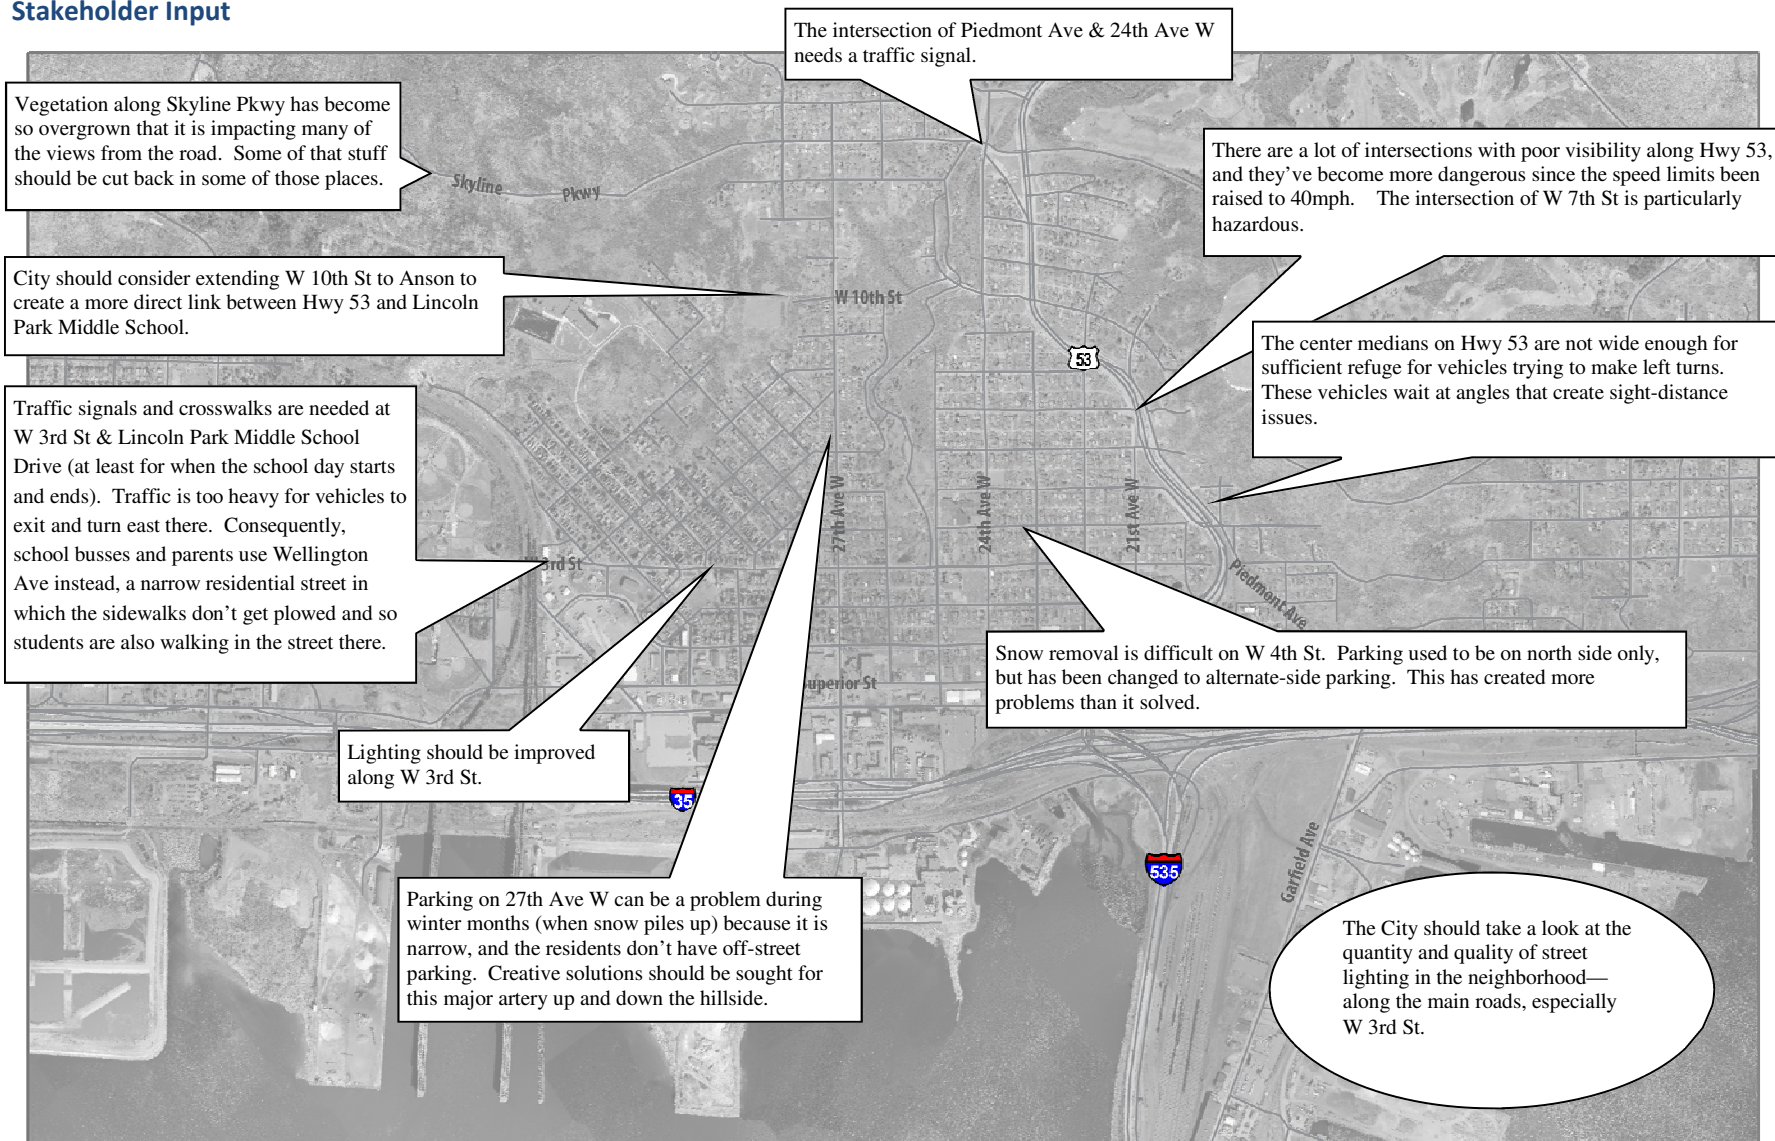 Stakeholder Input
The intersection of Piedmont Ave & 24th Ave W
needs a traffic signal.
Vegetation along Skyline Pkwy has become
so overgrown that it is impacting many of
the views from the road.  Some of that stuff
should be cut back in some of those places.
There are a lot of intersections with poor visibility along Hwy 53,
and they've become more dangerous since the speed limits been
raised to 40mph.    The intersection of W 7th St is particularly
hazardous.
Skyline Pkwy
City should consider extending W 10th St to Anson to
create a more direct link between Hwy 53 and Lincoln
Park Middle School.
W 10th St
53
The center medians on Hwy 53 are not wide enough for
sufficient refuge for vehicles trying to make left turns.
These vehicles wait at angles that create sight-distance
issues.
Traffic signals and crosswalks are needed at
W 3rd St & Lincoln Park Middle School
Drive (at least for when the school day starts
and ends).  Traffic is too heavy for vehicles to
exit and turn east there.  Consequently,
school busses and parents use Wellington
Ave instead, a narrow residential street in
which the sidewalks don't get plowed and so
students are also walking in the street there.
27th Ave W
24th Ave W
21st Ave W
3rd St
Piedmont Ave
Snow removal is difficult on W 4th St.  Parking used to be on north side only,
but has been changed to alternate-side parking.  This has created more
problems than it solved.
uperior St
Lighting should be improved
along W 3rd St.
35
535
Garfield Ave
Parking on 27th Ave W can be a problem during
winter months (when snow piles up) because it is
narrow, and the residents don't have off-street
parking.  Creative solutions should be sought for
this major artery up and down the hillside.
The City should take a look at the
quantity and quality of street
lighting in the neighborhood—
along the main roads, especially
W 3rd St.